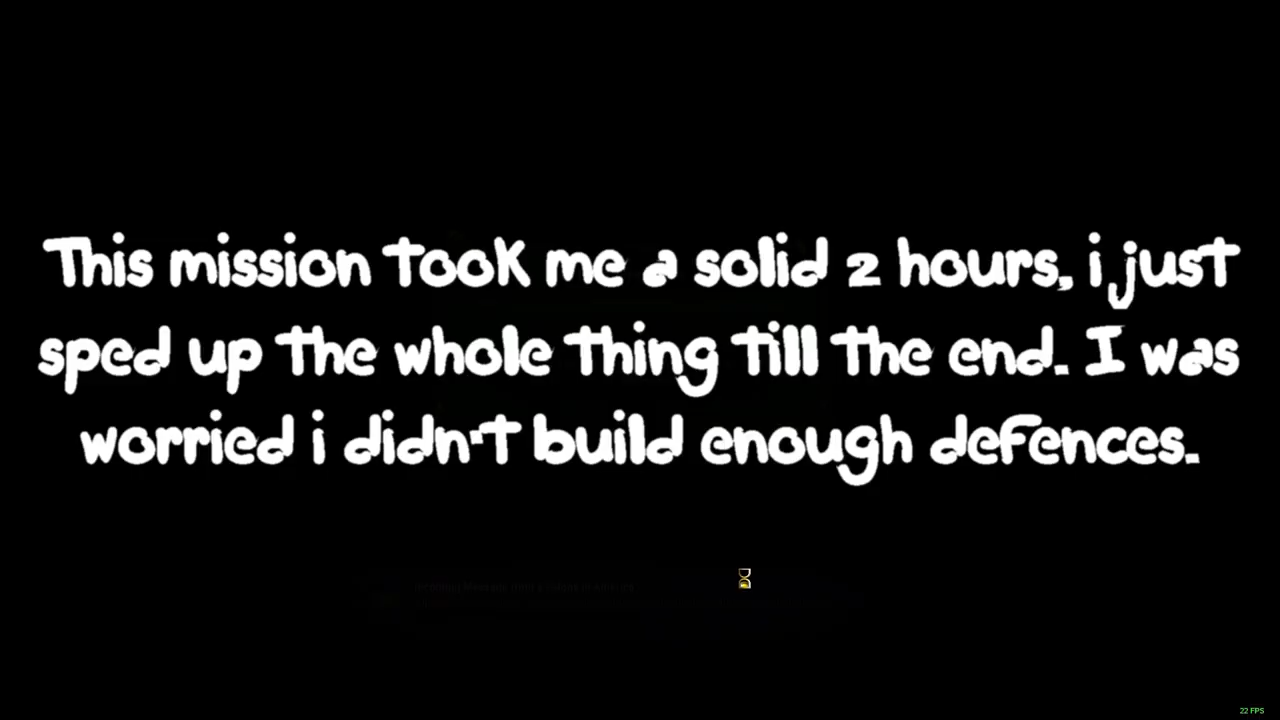 This mission took me a solid 2 hours, i just
sped up the whole thing till the end. I was
worried i didn't build enough defences.
22 FPS